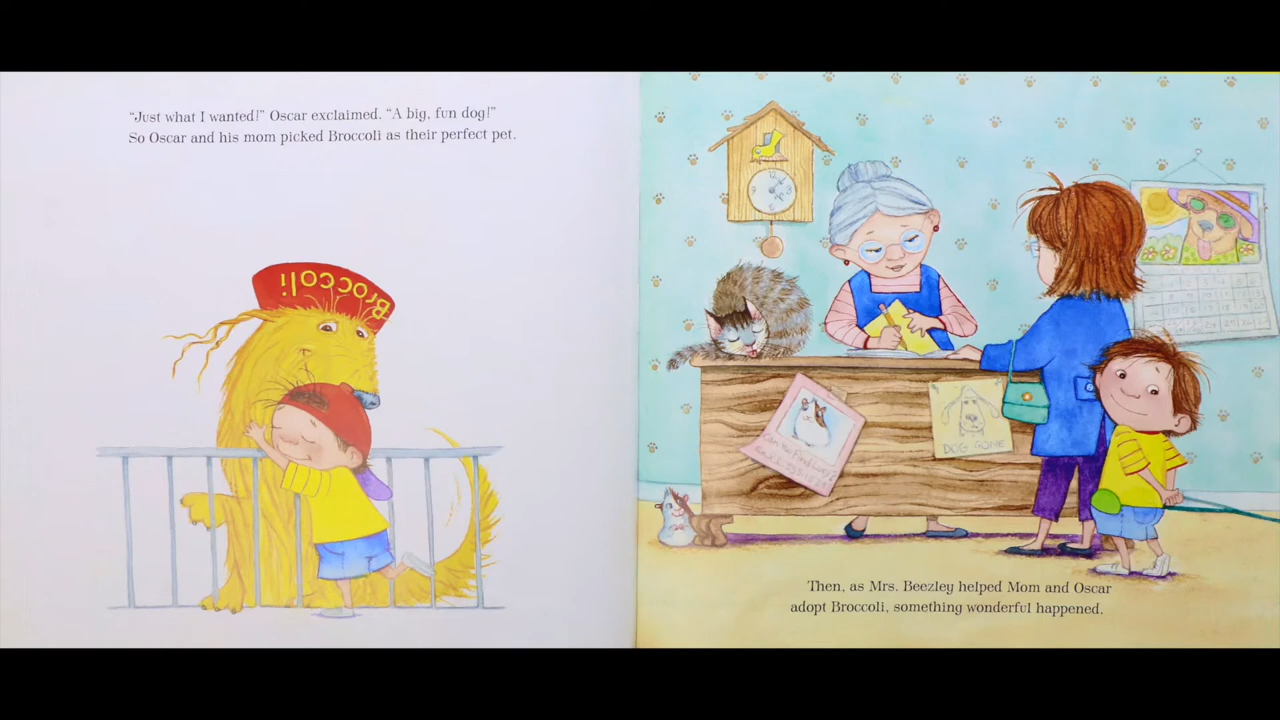 “Just what I wanted!” Oscar exclaimed. “A big, fun dog!”
So Oscar and his mom picked Broccoli as their perfect pet.
Broccoli
12
DOG GONE
Then, as Mrs. Beezley helped Mom and Oscar
adopt Broccoli, something wonderful happened.